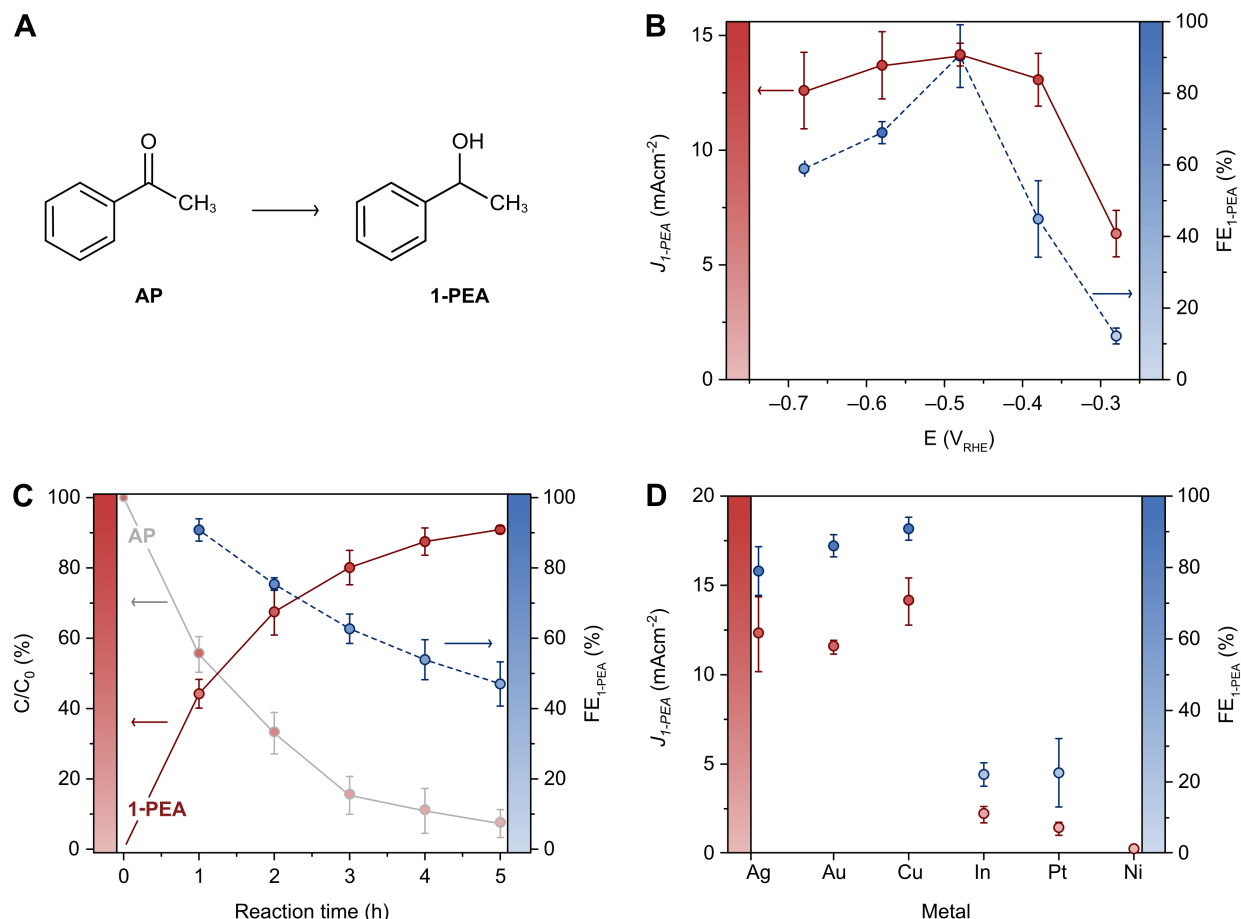 A
O
CH3
AP
OH
CH3
1-PEA
B
15
10
5
0
J1-PEA (mAcm-2)
100
80
60
40
20
0
FE1-PEA (%)
–0.7 –0.6 –0.5 –0.4 –0.3
E (VRHE)
C
100
80
60
40
20
0
C/C0 (%)
AP
1-PEA
100
80
60
40
20
0
FE1-PEA (%)
0 1 2 3 4 5
Reaction time (h)
D
20
15
10
5
0
J1-PEA (mAcm-2)
100
80
60
40
20
0
FE1-PEA (%)
Ag Au Cu In Pt Ni
Metal